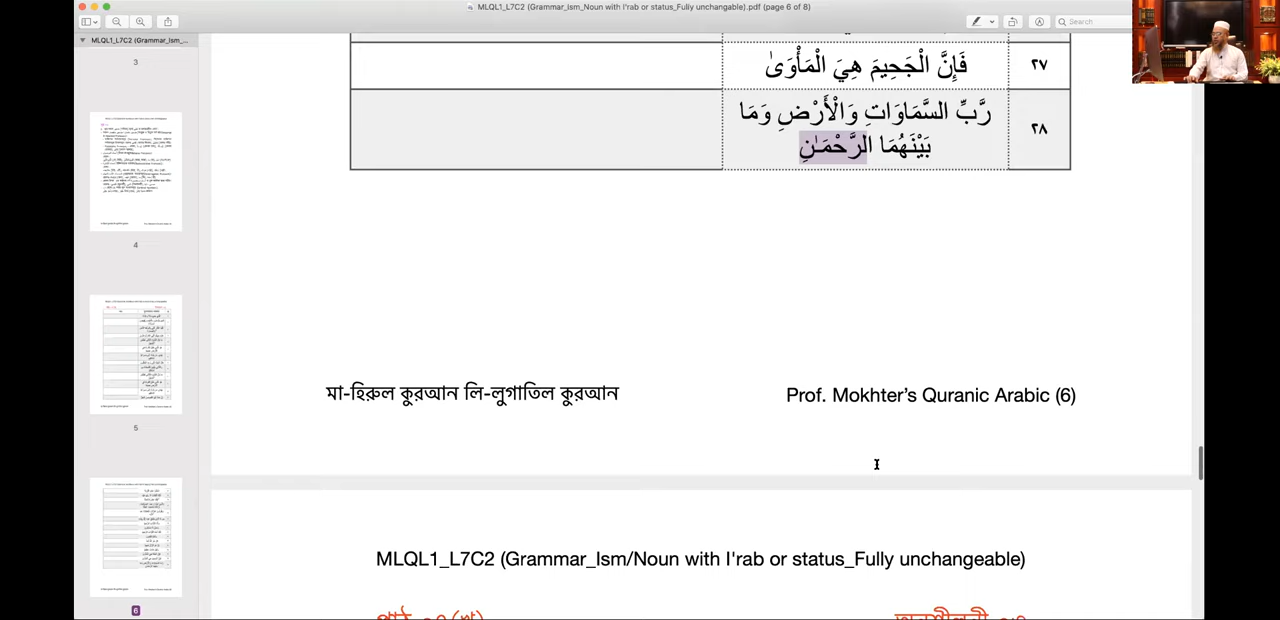 MLQL1_L7C2 (Grammar_Ism_Noun with I'rab or status_Fully unchangable).pdf (page 6 of 8)
Search
MLQL1_L7C2 (Grammar_Ism_...
3
4
5
6
٢٧
فَإِنَّ الْجَحِيمَ هِيَ الْمَأْوَىٰ
٢٨
رَّبِّ السَّمَاوَاتِ وَالْأَرْضِ وَمَا
بَيْنَهُمَا الرَّحْمَـٰنِ
মা-হিরুল কুরআন লি-লুগাতিল কুরআন
Prof. Mokhter's Quranic Arabic (6)
MLQL1_L7C2 (Grammar_Ism/Noun with I'rab or status_Fully unchangeable)